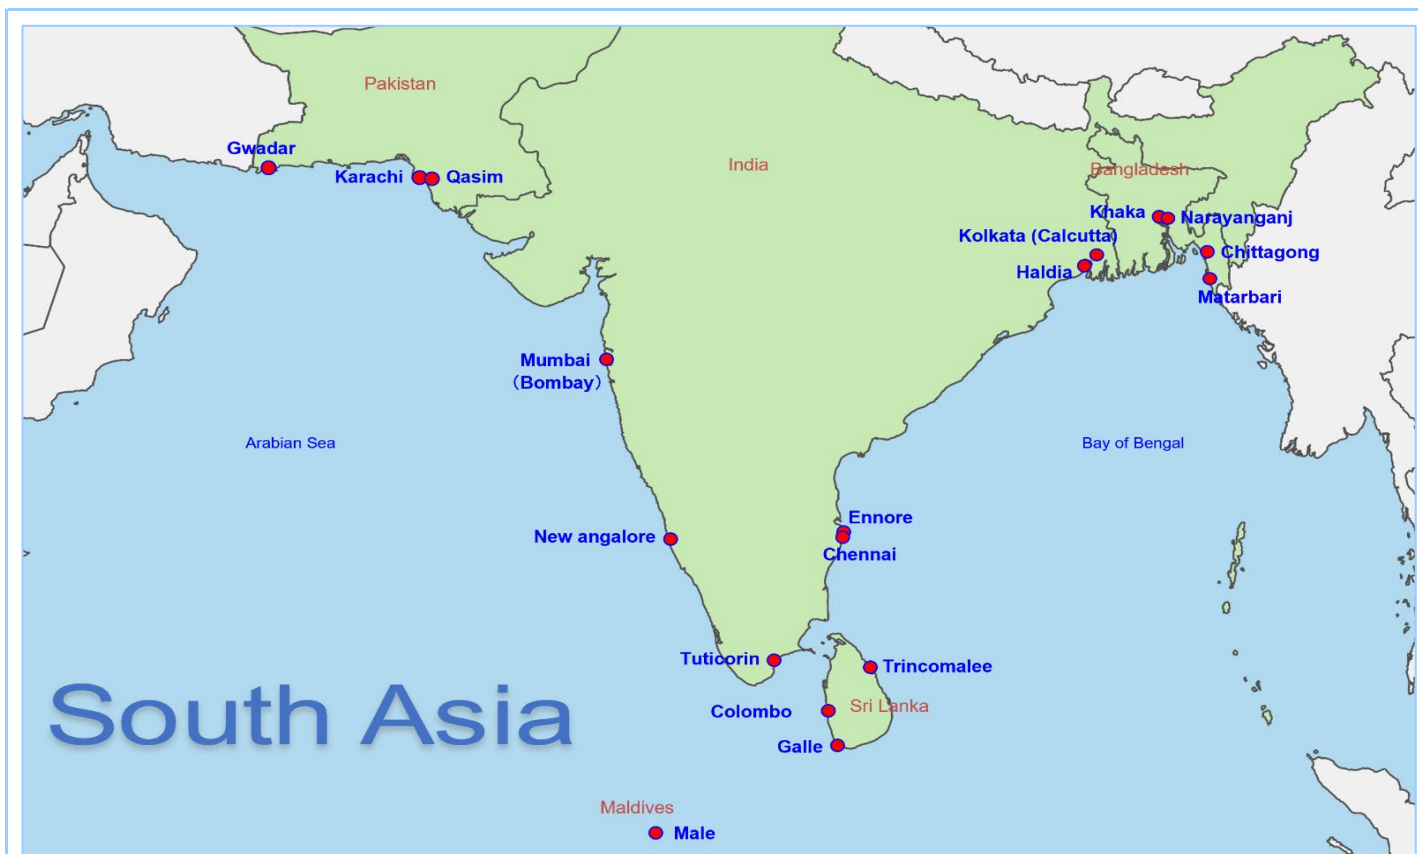 Pakistan
Gwadar
Karachi
Qasim
India
Bangladesh
Khaka
Narayanganj
Kolkata (Calcutta)
Chittagong
Haldia
Matarbari
Mumbai
（Bombay）
Arabian Sea
Bay of Bengal
Ennore
New angalore
Chennai
Tuticorin
Trincomalee
South Asia
Colombo
Sri Lanka
Galle
Maldives
Male